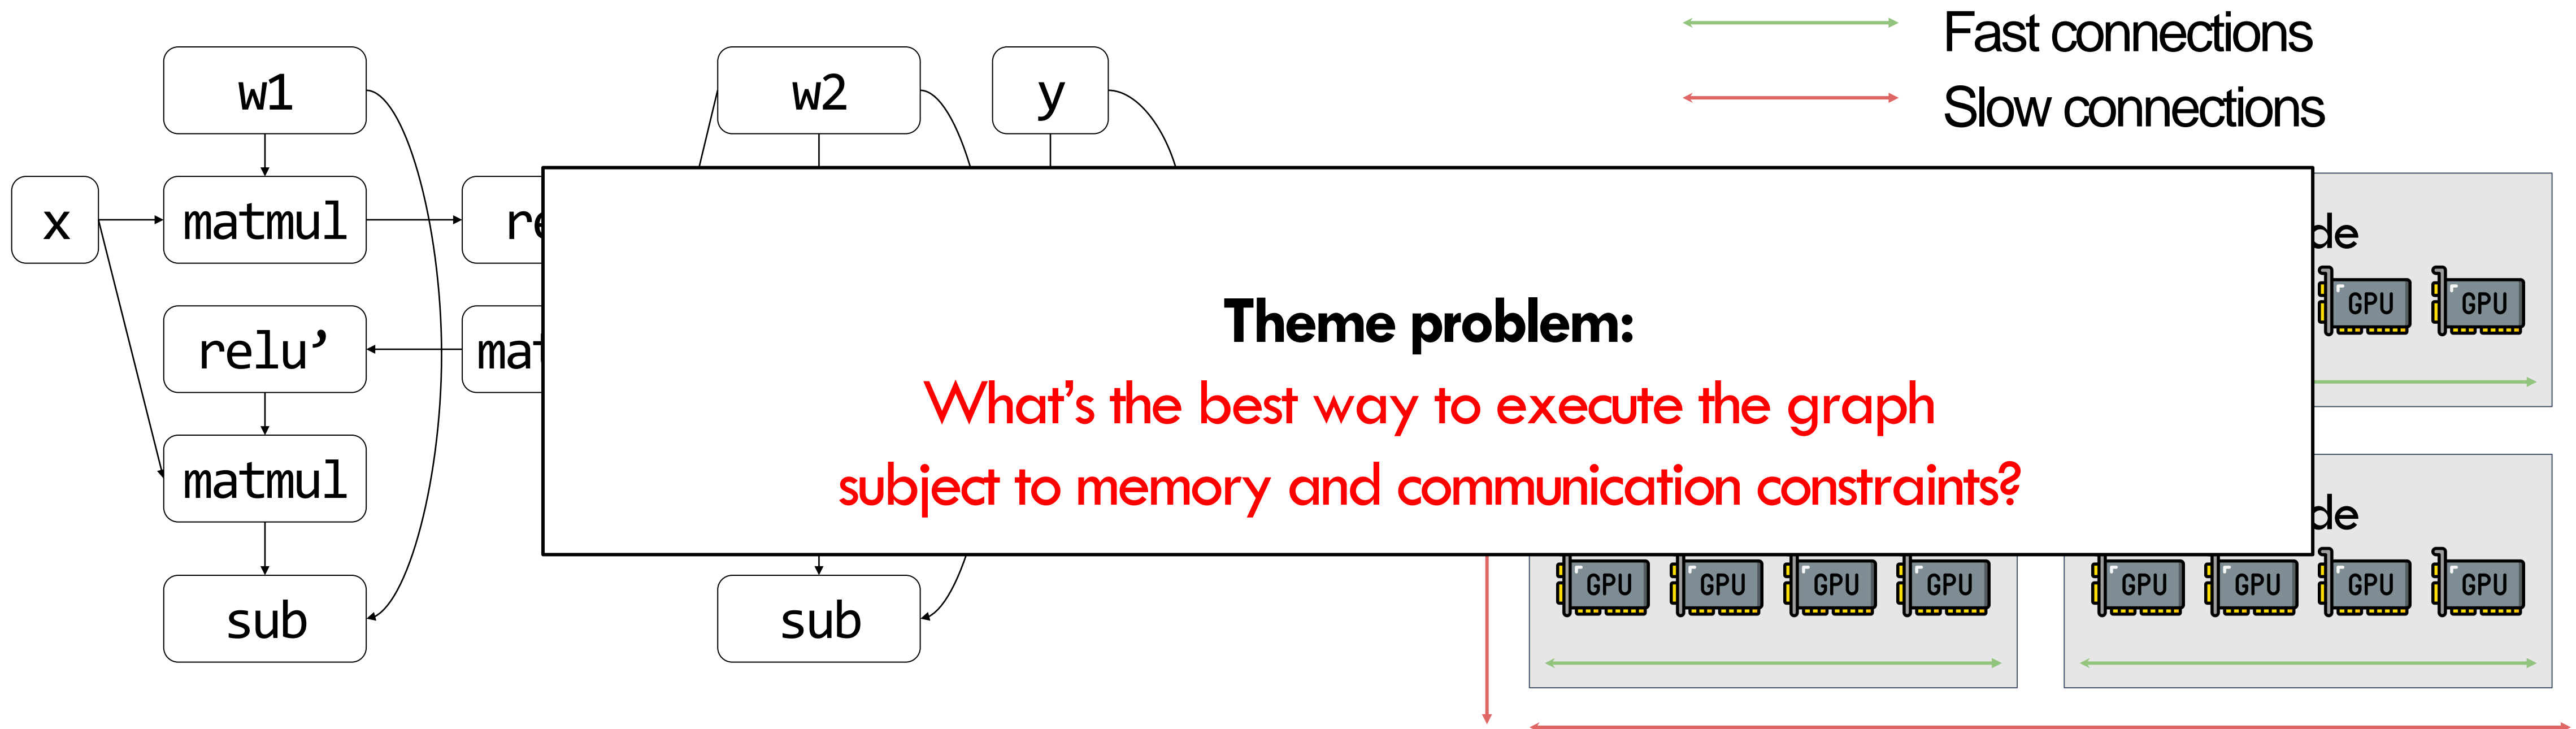 Fast connections
Slow connections
w1
w2
y
x
matmul
relu’
matmul
sub
sub
Theme problem:
What’s the best way to execute the graph
subject to memory and communication constraints?
GPU
GPU
GPU
GPU
GPU
GPU
GPU
GPU
GPU
GPU